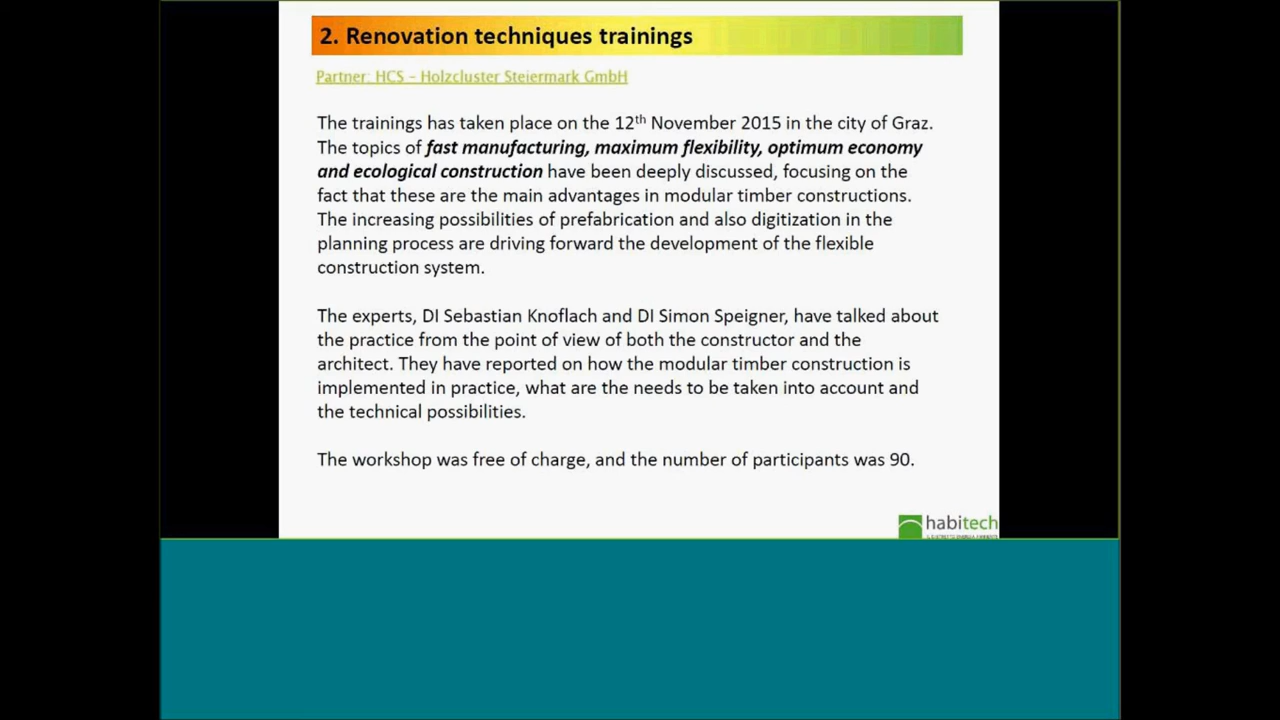 2. Renovation techniques trainings
Partner: HCS – Holzcluster Steiermark GmbH
The trainings has taken place on the 12th November 2015 in the city of Graz.
The topics of fast manufacturing, maximum flexibility, optimum economy
and ecological construction have been deeply discussed, focusing on the
fact that these are the main advantages in modular timber constructions.
The increasing possibilities of prefabrication and also digitization in the
planning process are driving forward the development of the flexible
construction system.
The experts, DI Sebastian Knoflach and DI Simon Speigner, have talked about
the practice from the point of view of both the constructor and the
architect. They have reported on how the modular timber construction is
implemented in practice, what are the needs to be taken into account and
the technical possibilities.
The workshop was free of charge, and the number of participants was 90.
habitech